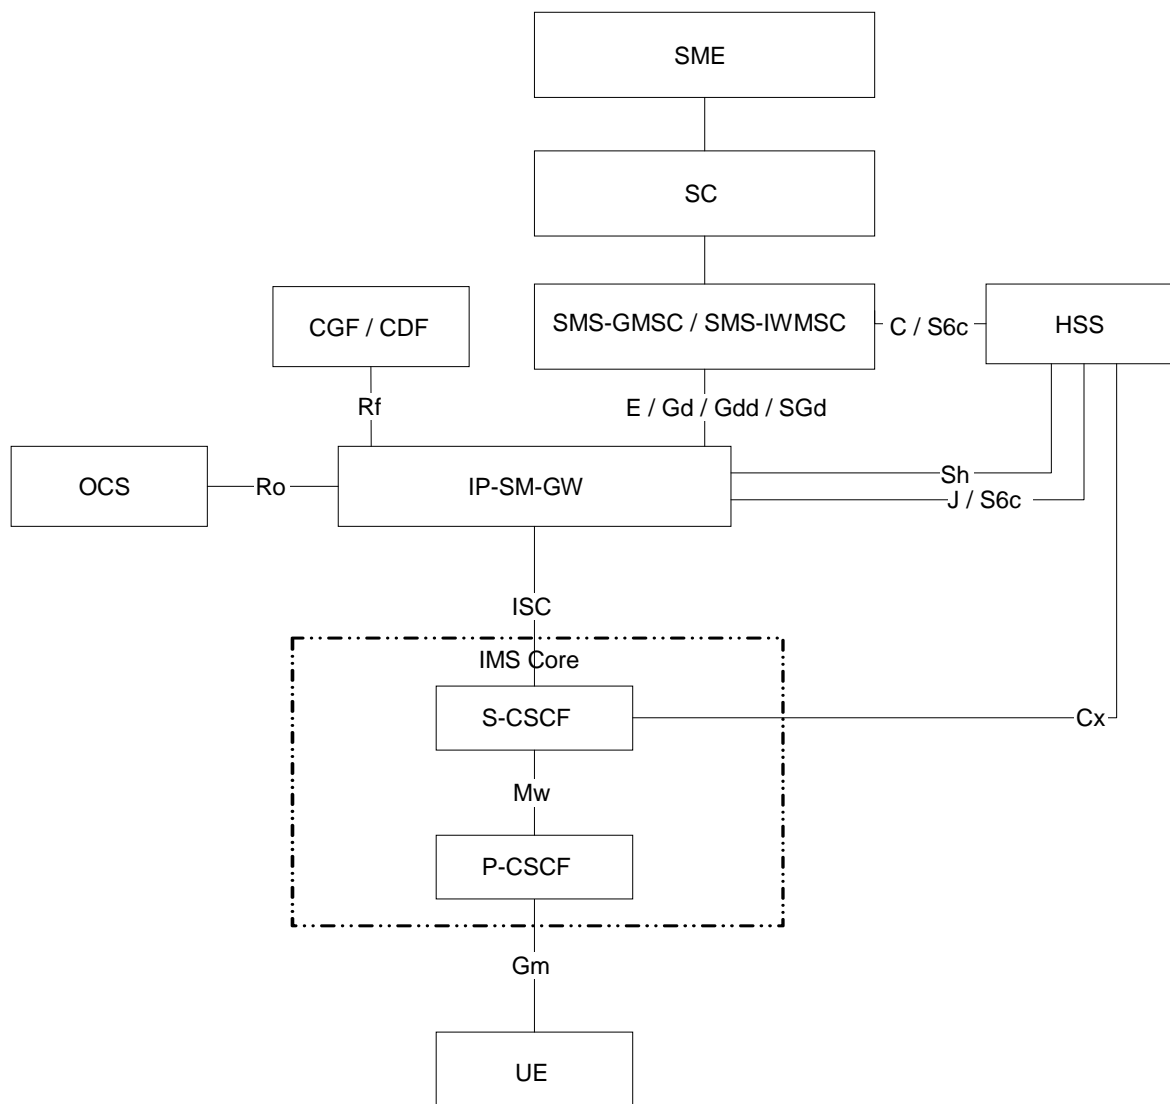 SME
SC
SMS-GMSC / SMS-IWMSC
C / S6c
HSS
CGF / CDF
Rf
E / Gd / Gdd / SGd
OCS
Ro
IP-SM-GW
Sh
J / S6c
ISC
IMS Core
S-CSCF
Cx
Mw
P-CSCF
Gm
UE